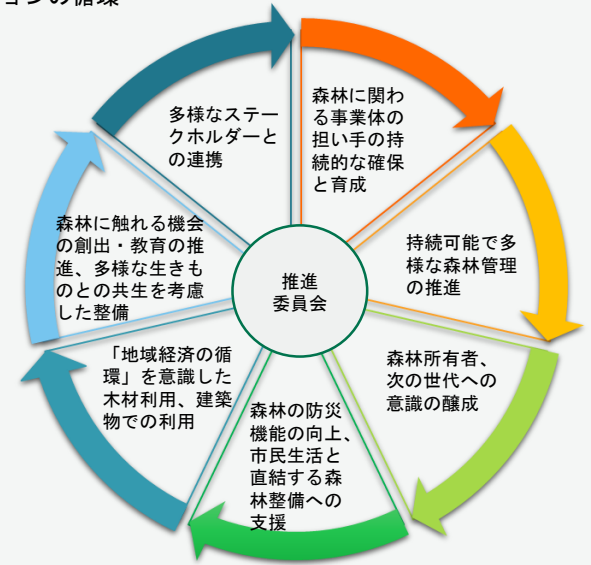 ョンの循環
森林に関わ
る事業体の
担い手の持
続的な確保
と育成
持続可能で多
様な森林管理
の推進
森林所有者、
次の世代への
意識の醸成
森林の防災
機能の向上、
市民生活と
直結する森
林整備への
支援
「地域経済の循
環」を意識した
木材利用、建築
物での利用
森林に触れる機会
の創出・教育の推
進、多様な生きも
のとの共生を考慮
した整備
多様なステー
クホルダーと
の連携
推進
委員会